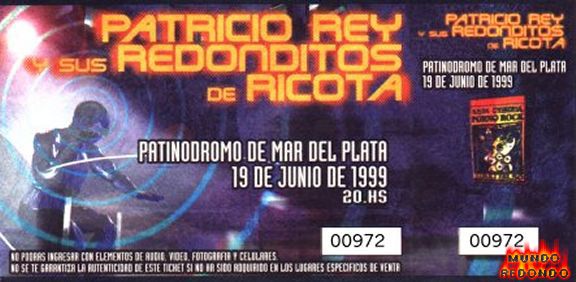 PATRICIO REY
Y SUS REDONDITOS
DE RICOTA
PATINODROMO DE MAR DEL PLATA
19 DE JUNIO DE 1999
20.HS
00972
NO PODRAS INGRESAR CON ELEMENTOS DE AUDIO, VIDEO, FOTOGRAFIA Y CELULARES.
NO SE TE GARANTIZA LA AUTENTICIDAD DE ESTE TICKET SI NO HA SIDO ADQUIRIDO EN LOS LUGARES ESPECIFICOS DE VENTA
PATRICIO REY
Y SUS REDONDITOS
DE RICOTA
PATINODROMO DE MAR DEL PLATA
19 DE JUNIO DE 1999
PORNO ROCK
00972
MUNDO
REDONDO